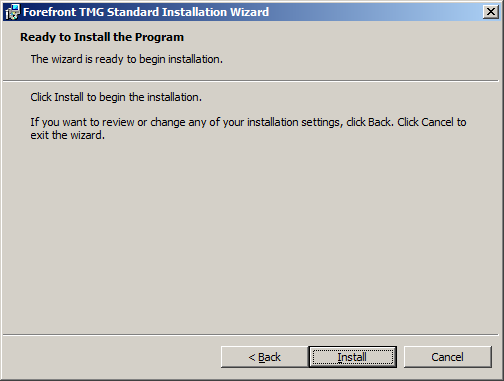 Forefront TMG Standard Installation Wizard
Ready to Install the Program
The wizard is ready to begin installation.
Click Install to begin the installation.
If you want to review or change any of your installation settings, click Back. Click Cancel to
exit the wizard.
< Back Install Cancel